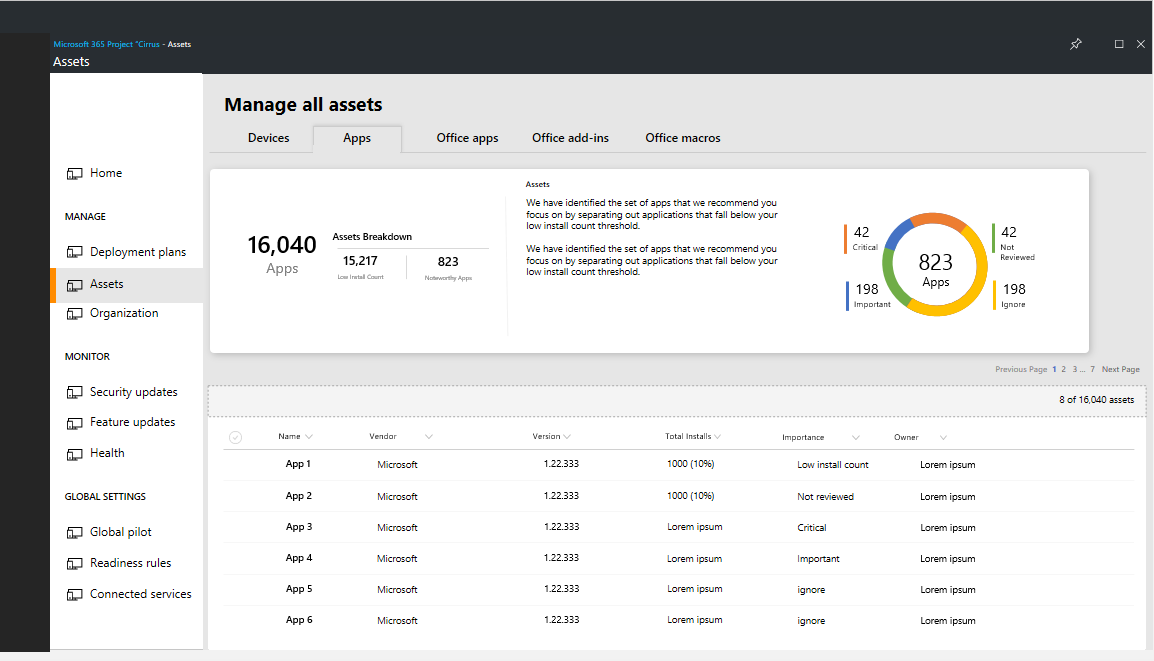 Microsoft 365 Project "Cirrus - Assets
Assets
Home
MANAGE
Deployment plans
Assets
Organization
MONITOR
Security updates
Feature updates
Health
GLOBAL SETTINGS
Global pilot
Readiness rules
Connected services
Manage all assets
Devices Apps Office apps Office add-ins Office macros
16,040
Apps
Assets Breakdown
15,217
Low Install Count
823
Noteworthy Apps
Assets
We have identified the set of apps that we recommend you
focus on by separating out applications that fall below your
low install count threshold.
We have identified the set of apps that we recommend you
focus on by separating out applications that fall below your
low install count threshold.
42
Critical
198
Important
823
Apps
42
Not
Reviewed
198
Ignore
Previous Page 1 2 3 ... 7 Next Page
8 of 16,040 assets
Name Vendor Version Total Installs Importance Owner
App 1 Microsoft 1.22.333 1000 (10%) Low install count Lorem ipsum
App 2 Microsoft 1.22.333 1000 (10%) Not reviewed Lorem ipsum
App 3 Microsoft 1.22.333 Lorem ipsum Critical Lorem ipsum
App 4 Microsoft 1.22.333 Lorem ipsum Important Lorem ipsum
App 5 Microsoft 1.22.333 Lorem ipsum ignore Lorem ipsum
App 6 Microsoft 1.22.333 Lorem ipsum ignore Lorem ipsum